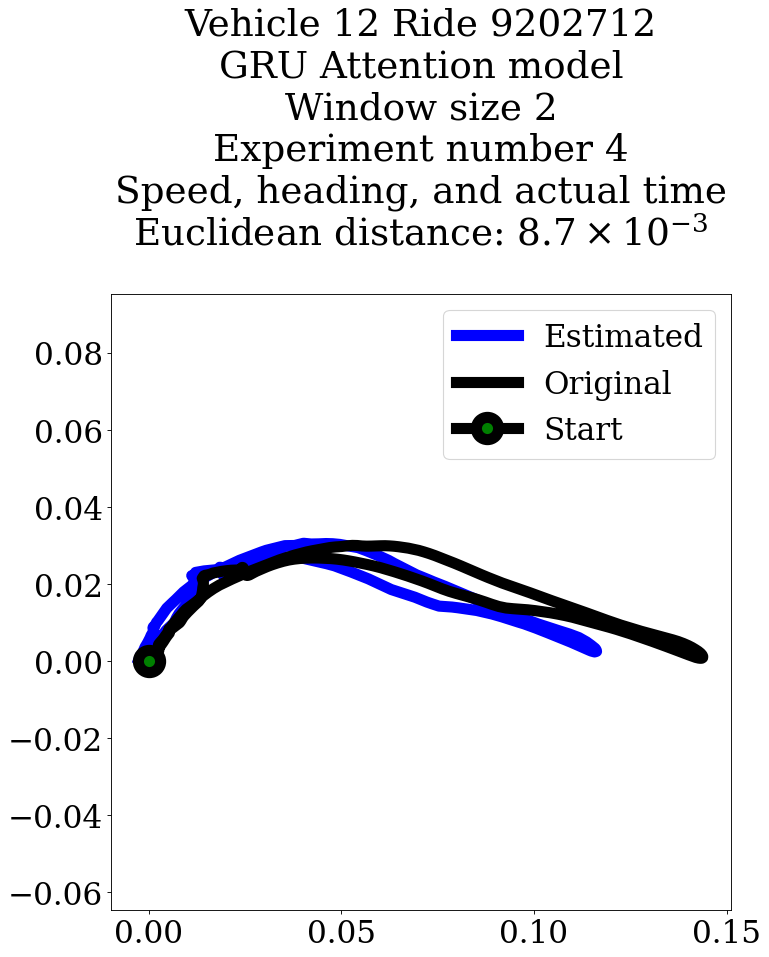 Vehicle 12 Ride 9202712
GRU Attention model
Window size 2
Experiment number 4
Speed, heading, and actual time
Euclidean distance: 8.7 × 10⁻³
Estimated
Original
Start
0.08
0.06
0.04
0.02
0.00
−0.02
−0.04
−0.06
0.00 0.05 0.10 0.15